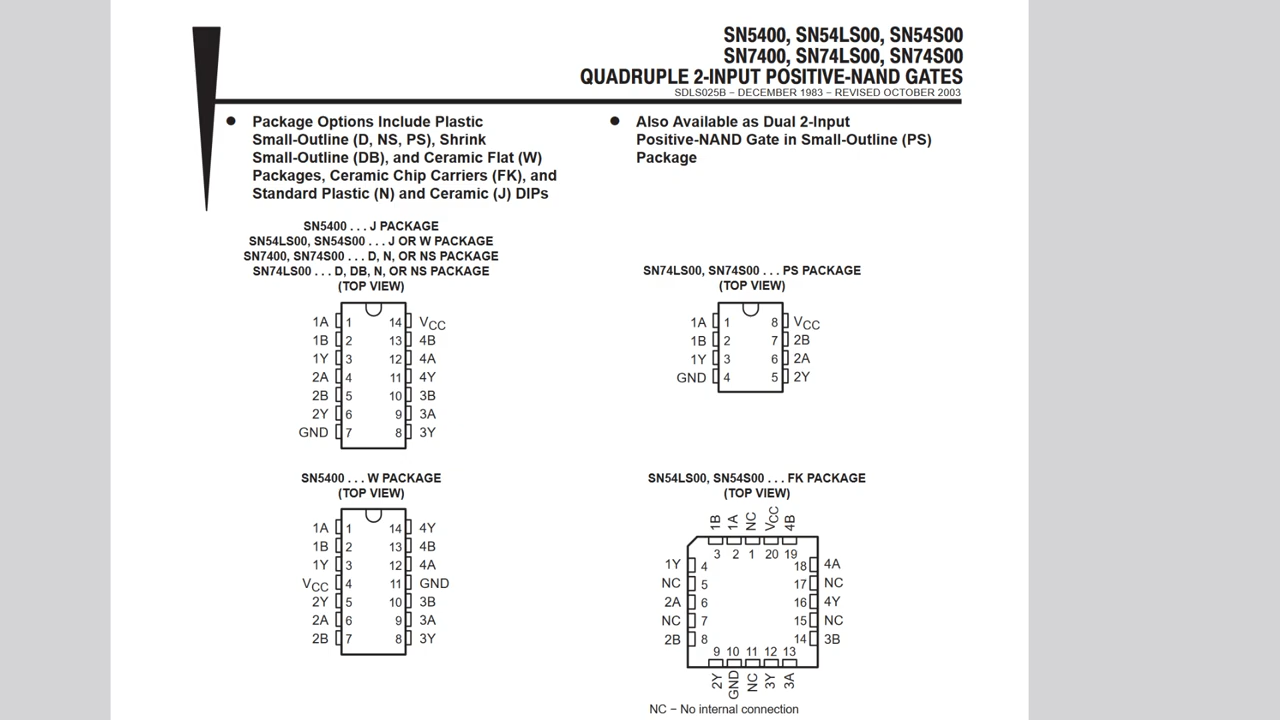 SN5400, SN54LS00, SN54S00
SN7400, SN74LS00, SN74S00
QUADRUPLE 2-INPUT POSITIVE-NAND GATES
SDLS025B − DECEMBER 1983 − REVISED OCTOBER 2003
● Package Options Include Plastic
Small-Outline (D, NS, PS), Shrink
Small-Outline (DB), and Ceramic Flat (W)
Packages, Ceramic Chip Carriers (FK), and
Standard Plastic (N) and Ceramic (J) DIPs
● Also Available as Dual 2-Input
Positive-NAND Gate in Small-Outline (PS)
Package
SN5400 . . . J PACKAGE
SN54LS00, SN54S00 . . . J OR W PACKAGE
SN7400, SN74S00 . . . D, N, OR NS PACKAGE
SN74LS00 . . . D, DB, N, OR NS PACKAGE
(TOP VIEW)
1A 1 14 VCC
1B 2 13 4B
1Y 3 12 4A
2A 4 11 4Y
2B 5 10 3B
2Y 6 9 3A
GND 7 8 3Y
SN74LS00, SN74S00 . . . PS PACKAGE
(TOP VIEW)
1A 1 8 VCC
1B 2 7 2B
1Y 3 6 2A
GND 4 5 2Y
SN5400 . . . W PACKAGE
(TOP VIEW)
1A 1 14 4Y
1B 2 13 4B
1Y 3 12 4A
VCC 4 11 GND
2Y 5 10 3B
2A 6 9 3A
2B 7 8 3Y
SN54LS00, SN54S00 . . . FK PACKAGE
(TOP VIEW)
1B 1A NC VCC 4B
3 2 1 20 19
1Y 4 18 4A
NC 5 17 NC
2A 6 16 4Y
NC 7 15 NC
2B 8 14 3B
9 10 11 12 13
2Y GND NC 3Y 3A
NC − No internal connection